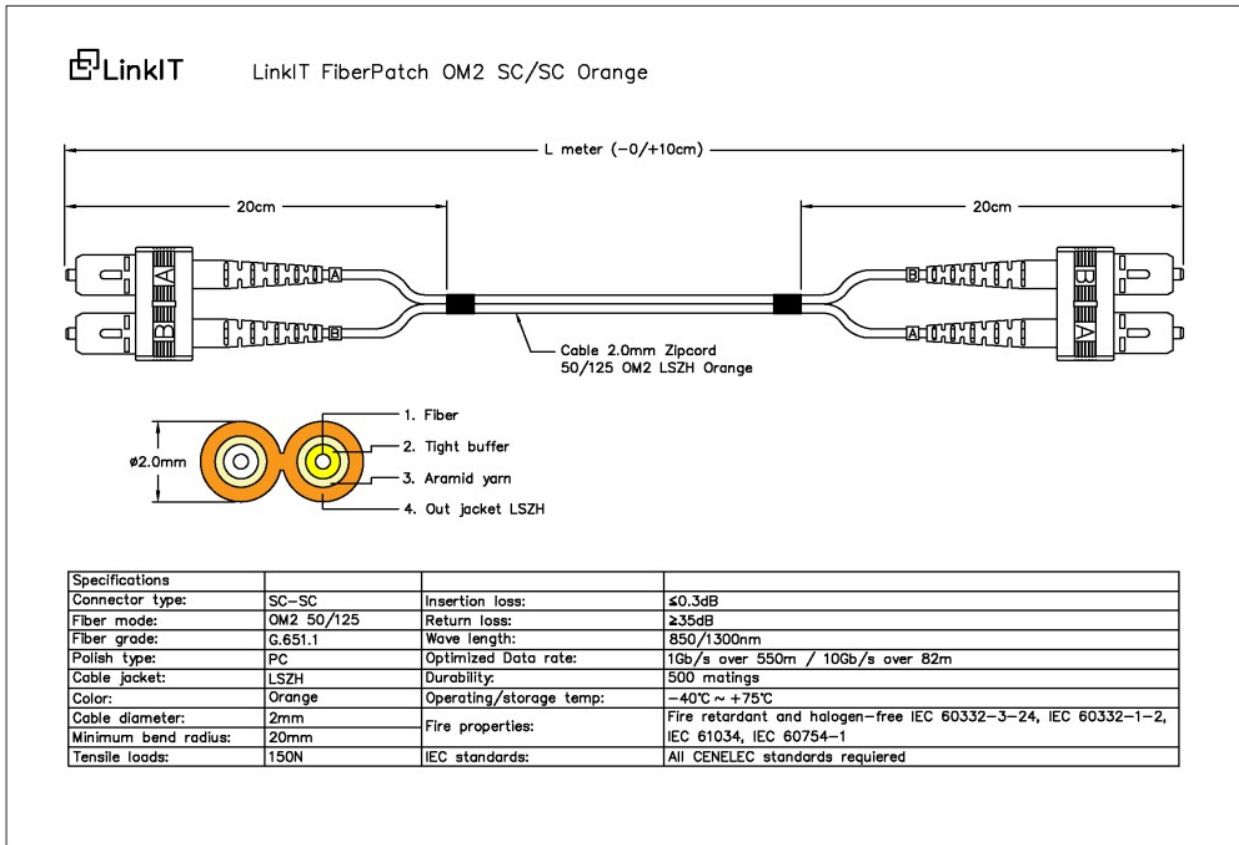 LinkIT
LinkIT FiberPatch OM2 SC/SC Orange
L meter (-0/+10cm)
20cm
20cm
A
B
A
B
B
A
B
A
Cable 2.0mm Zipcord
50/125 OM2 LSZH Orange
ø2.0mm
1. Fiber
2. Tight buffer
3. Aramid yarn
4. Out jacket LSZH
Specifications
Connector type: SC-SC Insertion loss: ≤0.3dB
Fiber mode: OM2 50/125 Return loss: ≥35dB
Fiber grade: G.651.1 Wave length: 850/1300nm
Polish type: PC Optimized Data rate: 1Gb/s over 550m / 10Gb/s over 82m
Cable jacket: LSZH Durability: 500 matings
Color: Orange Operating/storage temp: -40℃ ~ +75℃
Cable diameter: 2mm Fire properties: Fire retardant and halogen-free IEC 60332-3-24, IEC 60332-1-2,
Minimum bend radius: 20mm IEC 61034, IEC 60754-1
Tensile loads: 150N IEC standards: All CENELEC standards requiered